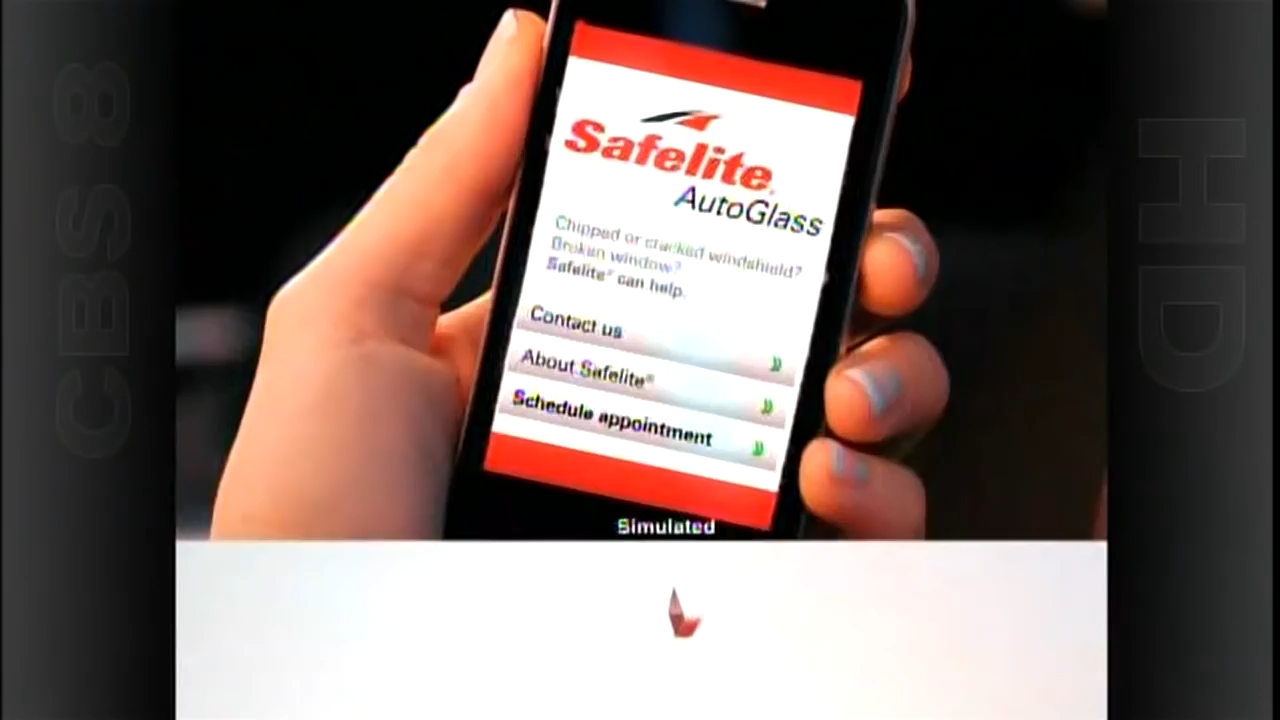 CBS 8
HD
Safelite®
AutoGlass
Chipped or cracked windshield?
Broken window?
Safelite® can help.
Contact us
About Safelite®
Schedule appointment
Simulated